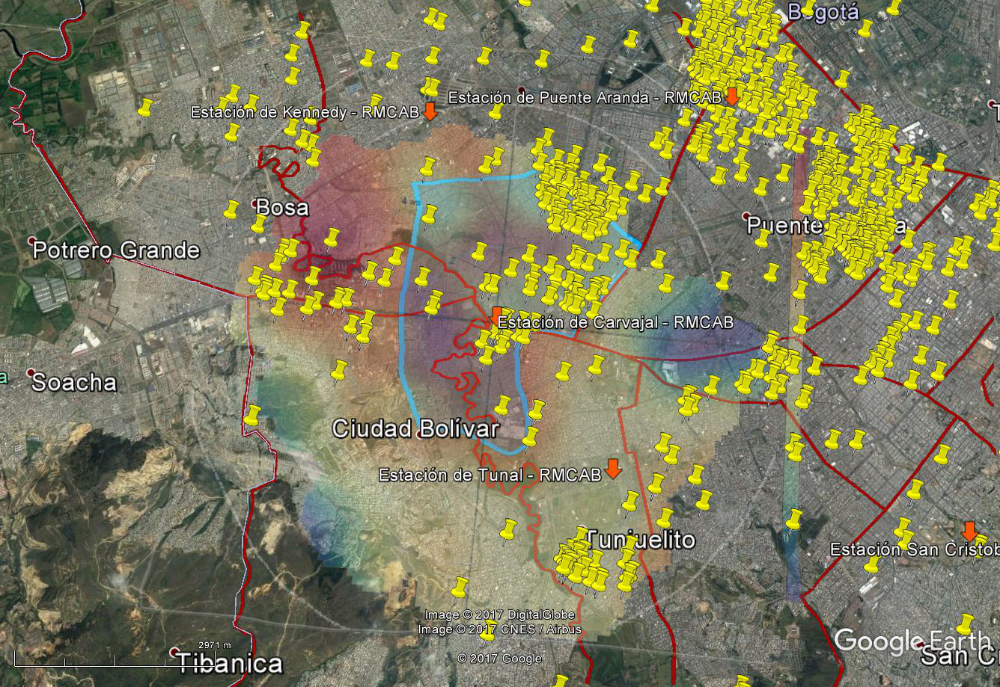 Bogotá
Estación de Puente Aranda - RMCAB
Estación de Kennedy - RMCAB
Bosa
Puente
a
Potrero Grande
Estación de Carvajal - RMCAB
a
Soacha
Ciudad Bolívar
Estación de Tunal - RMCAB
Tunjuelito
Estación San Cristob
Image © 2017 DigitalGlobe
Image © 2017 CNES / Airbus
Google Earth
2971 m
© 2017 Google
Tibanica
San Cri